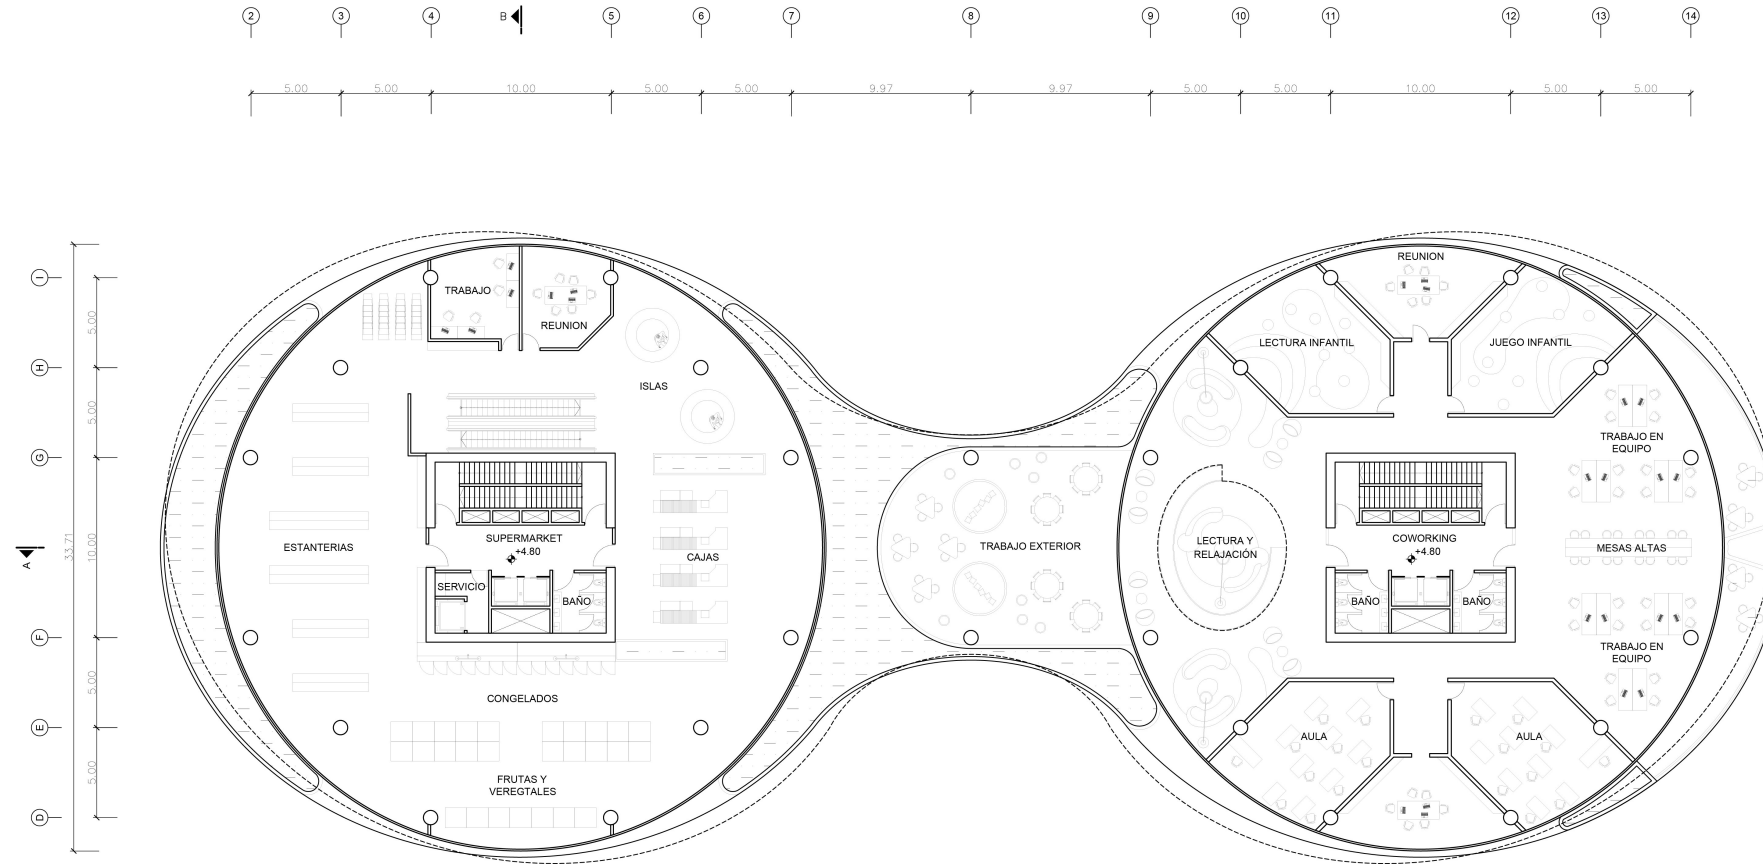 2 3 4 B 5 6 7 8 9 10 11 12 13 14
5.00 5.00 10.00 5.00 5.00 9.97 9.97 5.00 5.00 10.00 5.00 5.00
I
H
G
F
E
D
A
33.71
5.00
5.00
10.00
5.00
5.00
TRABAJO
REUNION
ISLAS
ESTANTERIAS
SUPERMARKET
+4.80
SERVICIO
BAÑO
CAJAS
CONGELADOS
FRUTAS Y
VEREGTALES
TRABAJO EXTERIOR
REUNION
LECTURA INFANTIL
JUEGO INFANTIL
TRABAJO EN
EQUIPO
LECTURA Y
RELAJACIÓN
COWORKING
+4.80
MESAS ALTAS
BAÑO
BAÑO
TRABAJO EN
EQUIPO
AULA
AULA